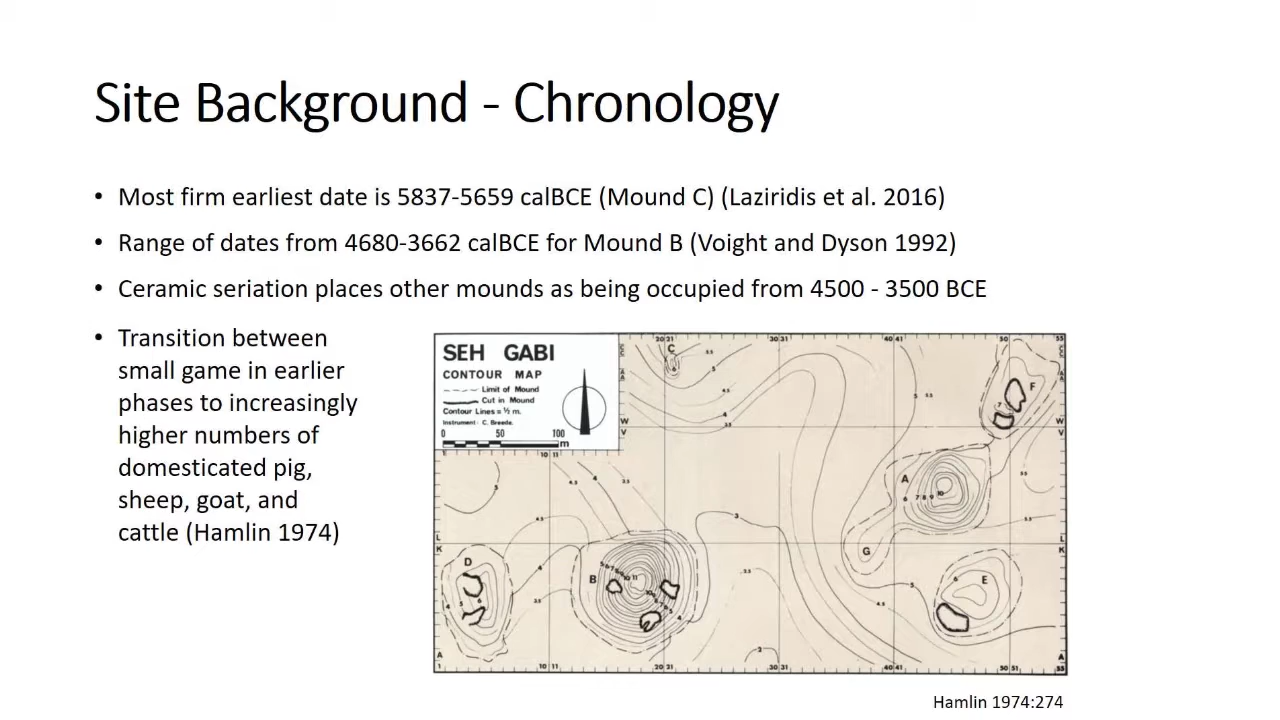 Site Background - Chronology
• Most firm earliest date is 5837-5659 calBCE (Mound C) (Laziridis et al. 2016)
• Range of dates from 4680-3662 calBCE for Mound B (Voight and Dyson 1992)
• Ceramic seriation places other mounds as being occupied from 4500 - 3500 BCE
• Transition between
small game in earlier
phases to increasingly
higher numbers of
domesticated pig,
sheep, goat, and
cattle (Hamlin 1974)
SEH GABI
CONTOUR MAP
Limit of Mound
Cut in Mound
Contour Lines = ½ m.
Instrument - C. Breede.
0 50 100
m
C
F
A
G
D
B
E
Hamlin 1974:274